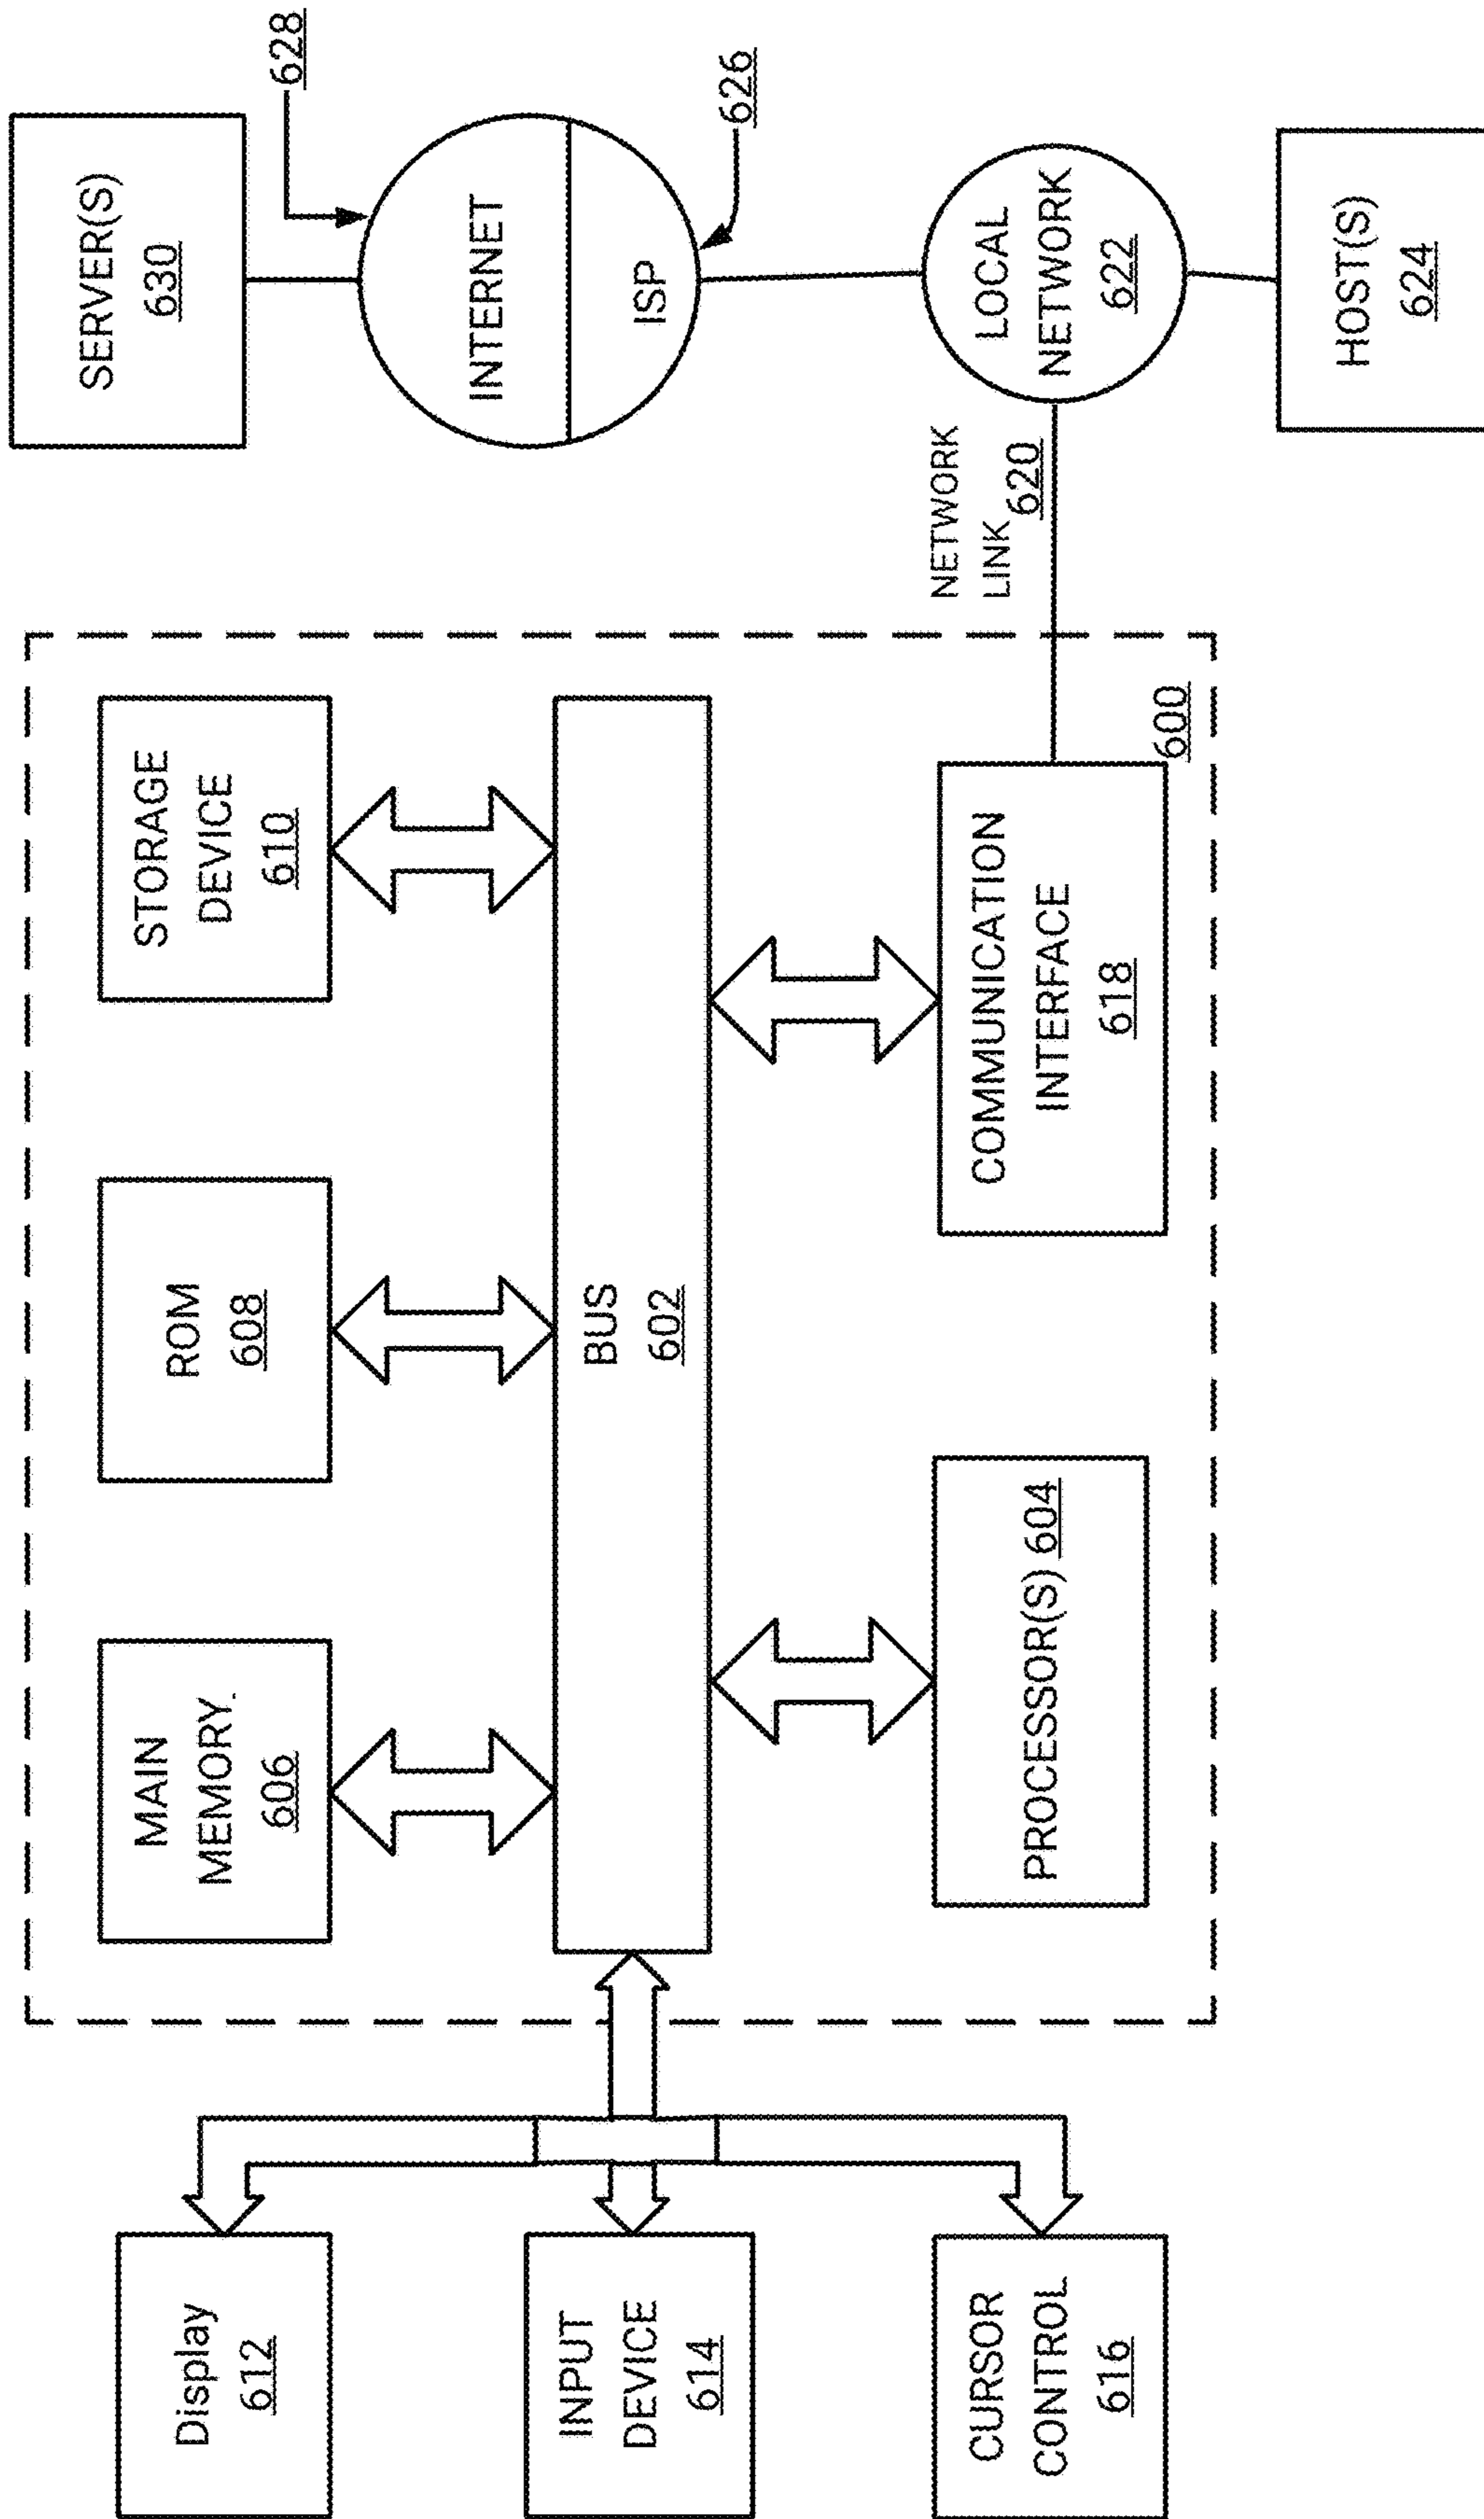 Display
612
INPUT
DEVICE
614
CURSOR
CONTROL
616
MAIN
MEMORY.
606
ROM
608
STORAGE
DEVICE
610
BUS
602
PROCESSOR(S) 604
COMMUNICATION
INTERFACE
618
600
NETWORK
LINK
620
SERVER(S)
630
628
INTERNET
ISP
626
LOCAL
NETWORK
622
HOST(S)
624